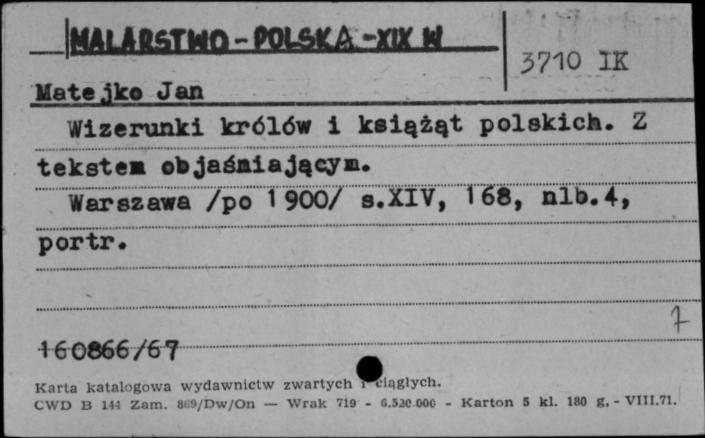 MALARSTWO - POLSKA - XIX W
3710 IK
Matejko Jan
Wizerunki królów i książąt polskich. Z
tekstem objaśniającym.
Warszawa /po 1900/ s.XIV, 168, nlb.4,
portr.
7
160866/67
Karta katalogowa wydawnictw zwartych i ciągłych.
CWD B 144 Zam. 869/Dw/On — Wrak 719 - 6.520.000 - Karton 5 kl. 180 g. - VIII.71.